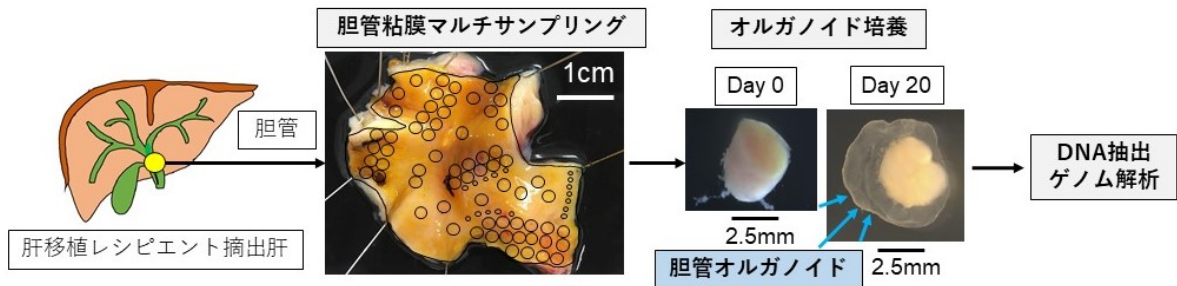 胆管粘膜マルチサンプリング
オルガノイド培養
1cm
Day 0
Day 20
胆管
DNA抽出
ゲノム解析
肝移植レシピエント摘出肝
2.5mm
胆管オルガノイド
2.5mm